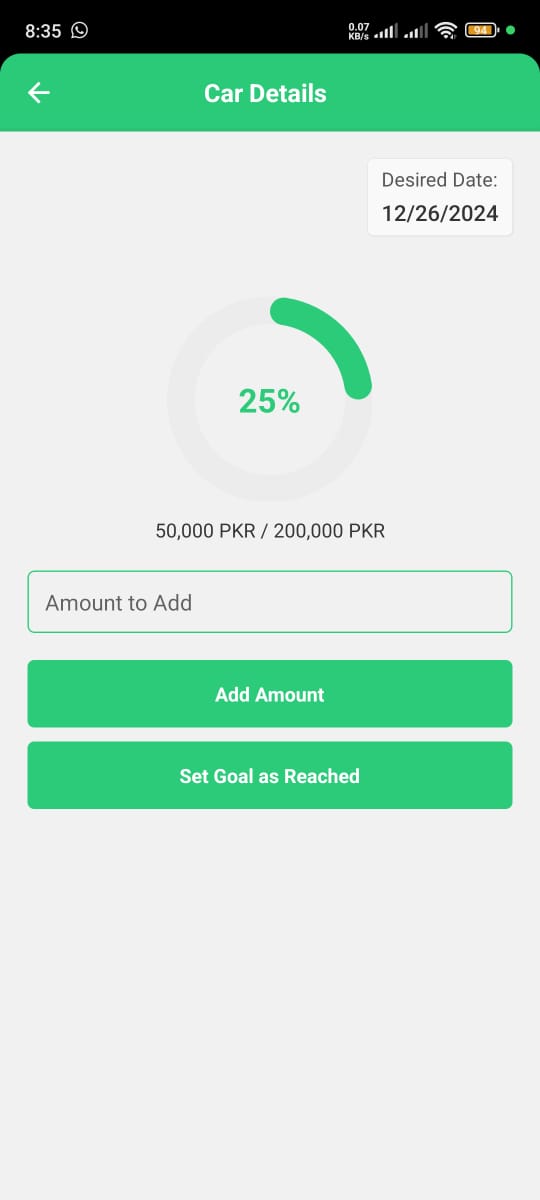 8:35
0.07
KB/s
94
Car Details
Desired Date:
12/26/2024
25%
50,000 PKR / 200,000 PKR
Amount to Add
Add Amount
Set Goal as Reached